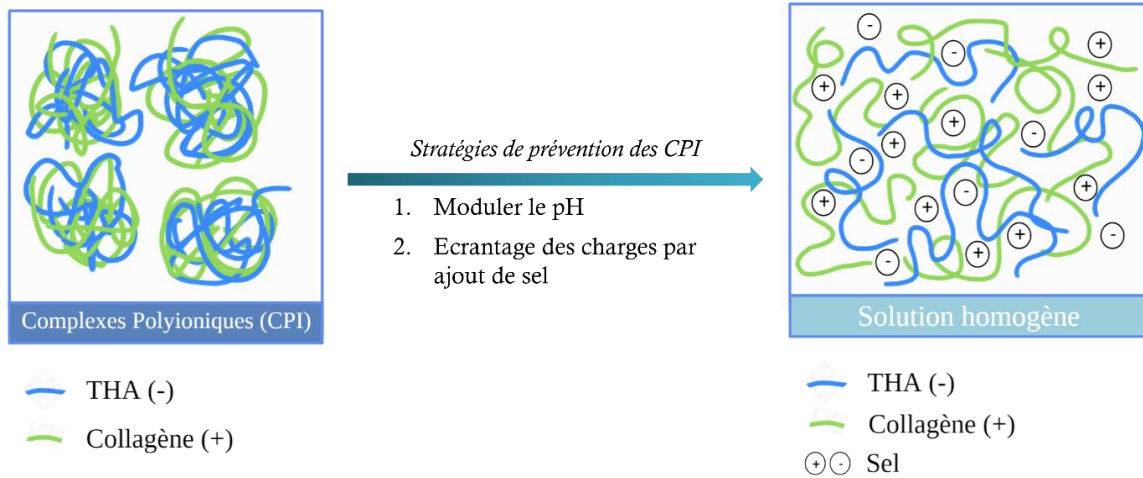 Stratégies de prévention des CPI
1. Moduler le pH
2. Ecrantage des charges par
ajout de sel
Complexes Polyioniques (CPI)
THA (-)
Collagène (+)
- + - + + + + - + - + - + - + + + - + -
Solution homogène
THA (-)
Collagène (+)
+ - Sel